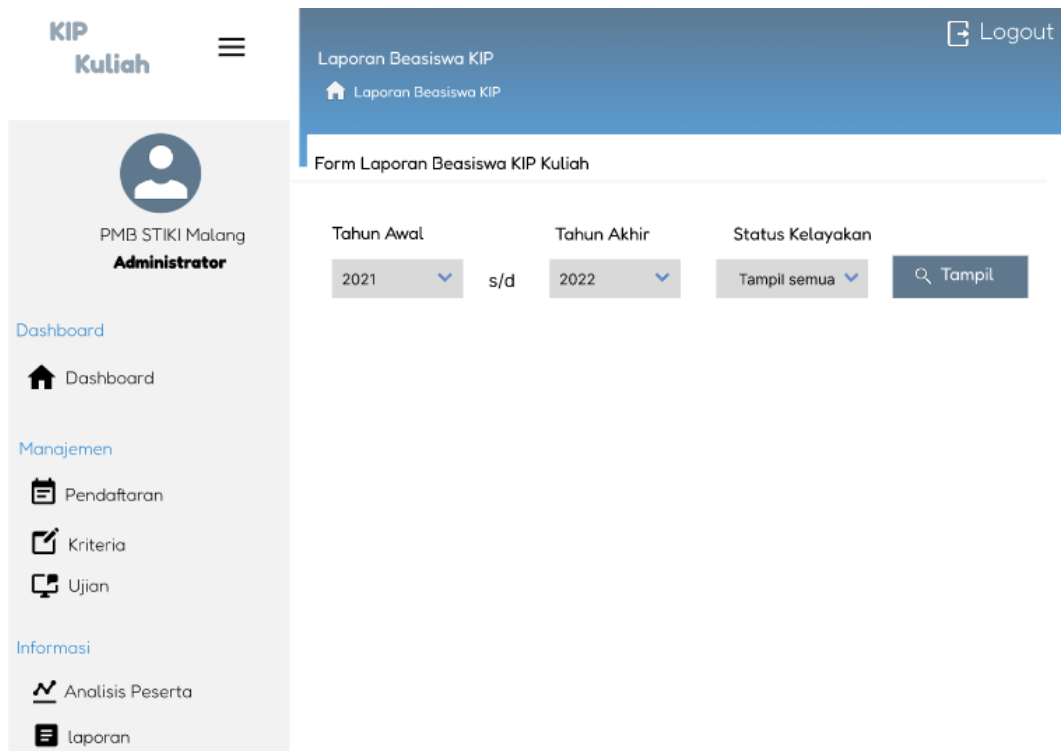 KIP
Kuliah
Logout
Laporan Beasiswa KIP
Laporan Beasiswa KIP
PMB STIKI Malang
Administrator
Dashboard
Dashboard
Manajemen
Pendaftaran
Kriteria
Ujian
Informasi
Analisis Peserta
laporan
Form Laporan Beasiswa KIP Kuliah
Tahun Awal Tahun Akhir Status Kelayakan
2021 s/d 2022 Tampil semua Tampil